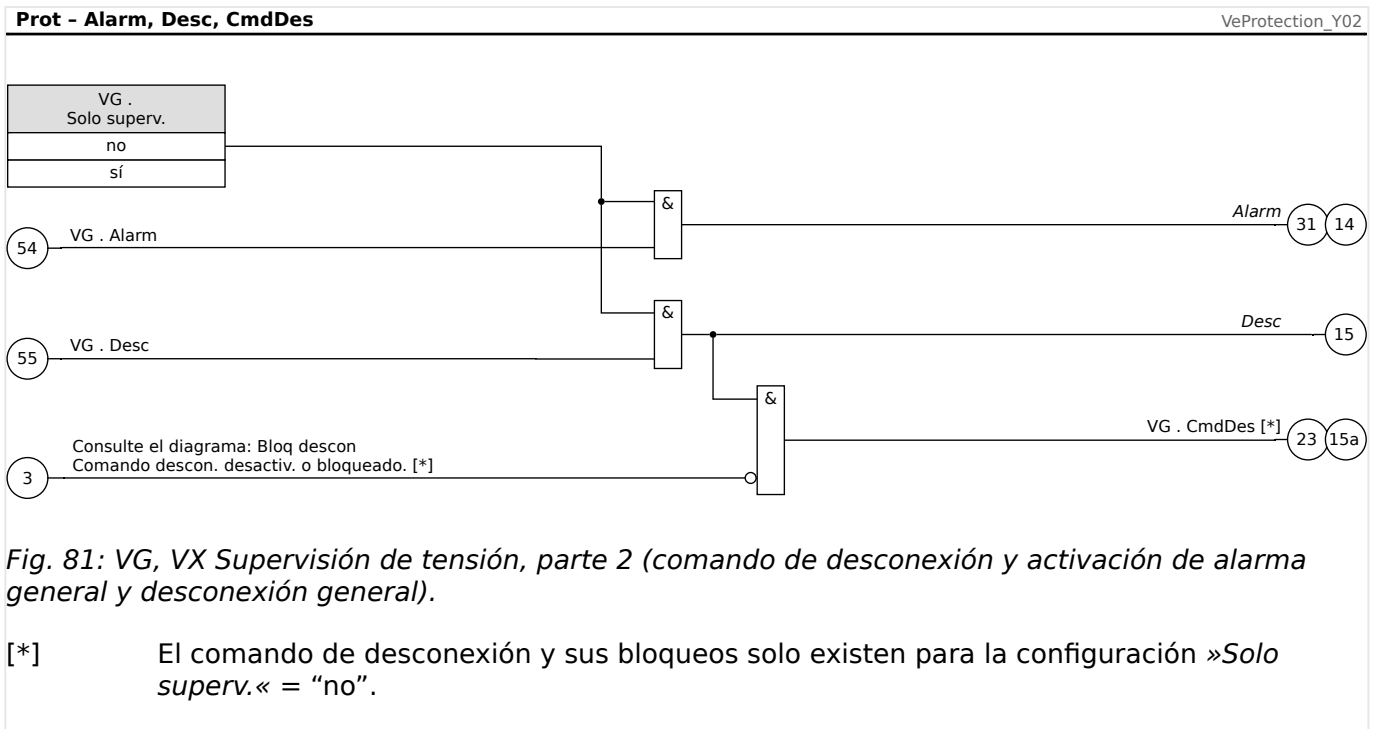 Prot – Alarm, Desc, CmdDes
VeProtection_Y02
VG .
Solo superv.
no
sí
&
Alarm
31
14
54
VG . Alarm
&
Desc
15
55
VG . Desc
&
VG . CmdDes [*]
23
15a
Consulte el diagrama: Bloq descon
Comando descon. desactiv. o bloqueado. [*]
3
Fig. 81: VG, VX Supervisión de tensión, parte 2 (comando de desconexión y activación de alarma
general y desconexión general).
[*] El comando de desconexión y sus bloqueos solo existen para la configuración »Solo
superv.« = “no”.